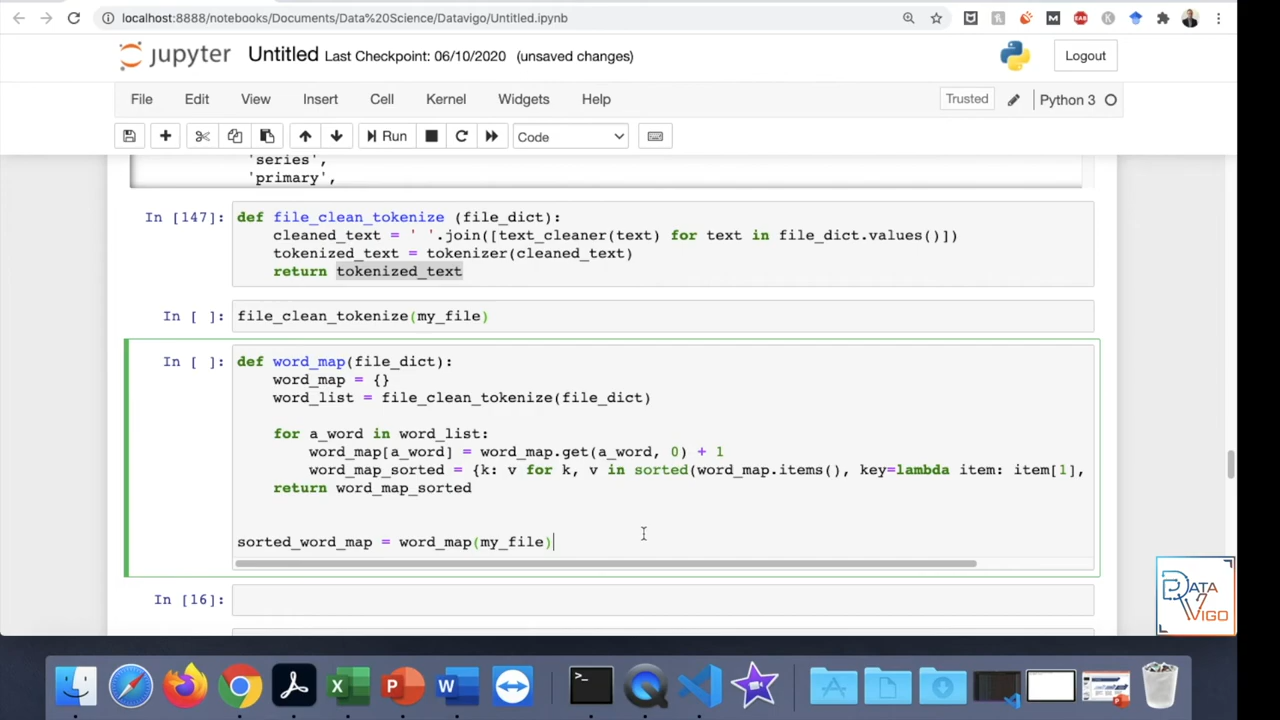 localhost:8888/notebooks/Documents/Data%20Science/Datavigo/Untitled.ipynb
jupyter Untitled Last Checkpoint: 06/10/2020 (unsaved changes)
Logout
File Edit View Insert Cell Kernel Widgets Help
Trusted Python 3
Run Code
'series',
'primary',
In [147]: def file_clean_tokenize (file_dict):
    cleaned_text = ' '.join([text_cleaner(text) for text in file_dict.values()])
    tokenized_text = tokenizer(cleaned_text)
    return tokenized_text
In [ ]: file_clean_tokenize(my_file)
In [ ]: def word_map(file_dict):
    word_map = {}
    word_list = file_clean_tokenize(file_dict)
    for a_word in word_list:
        word_map[a_word] = word_map.get(a_word, 0) + 1
        word_map_sorted = {k: v for k, v in sorted(word_map.items(), key=lambda item: item[1],
    return word_map_sorted
sorted_word_map = word_map(my_file)
In [16]:
DATA
VIGO